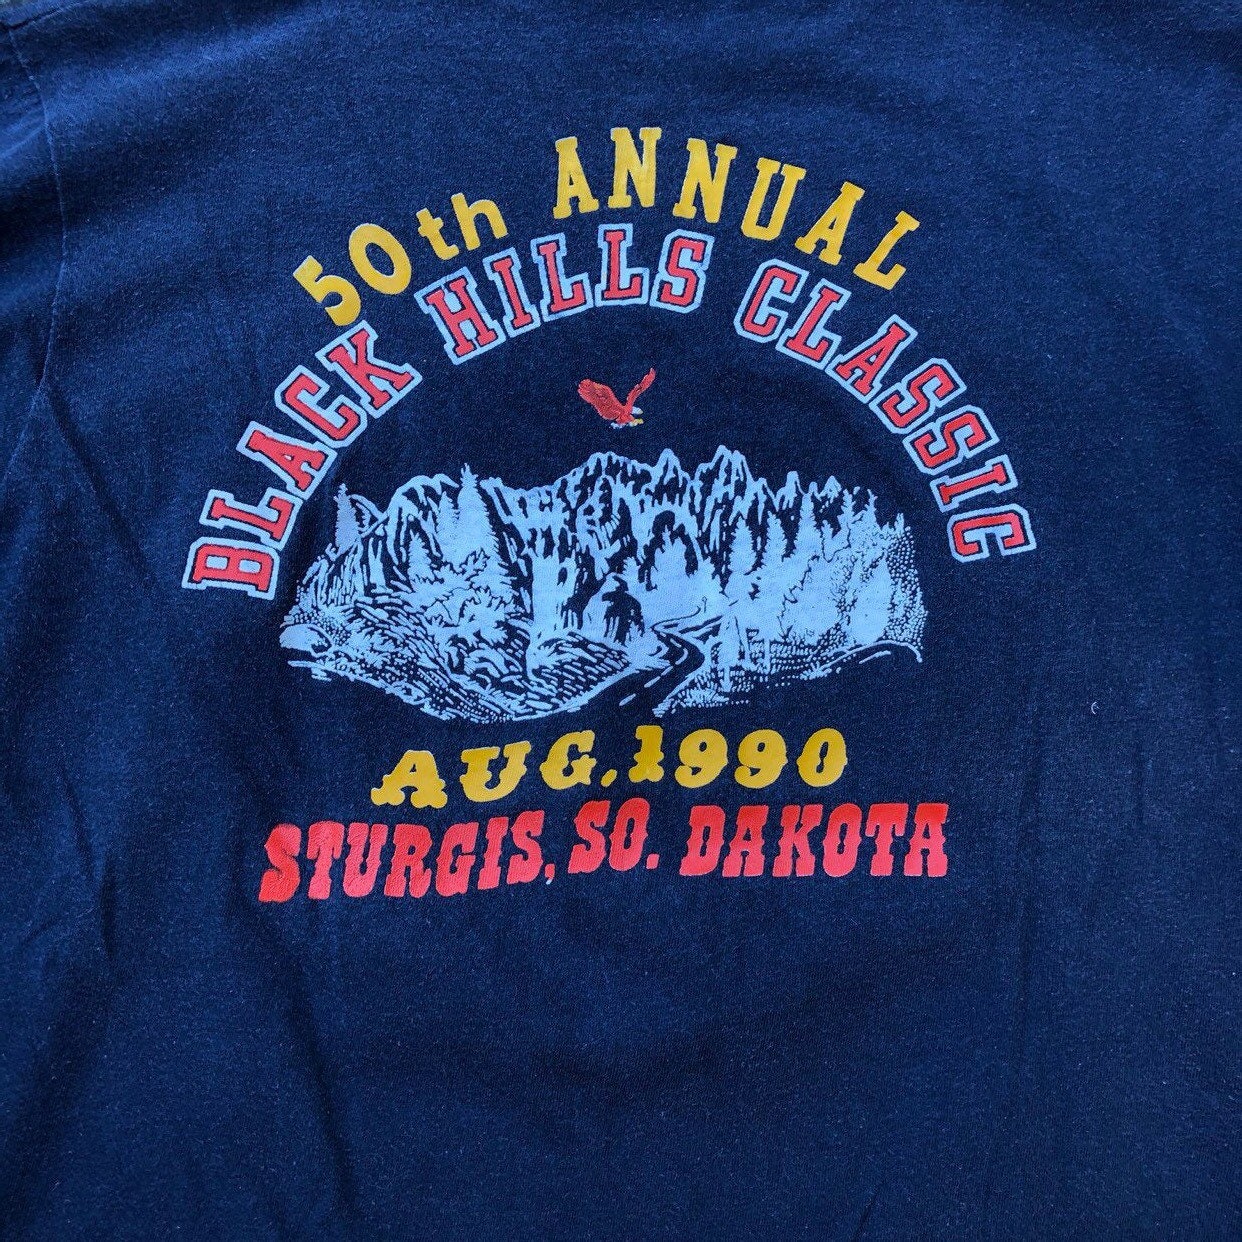 50th ANNUAL
BLACK HILLS CLASSIC
AUG. 1990
STURGIS, SO. DAKOTA